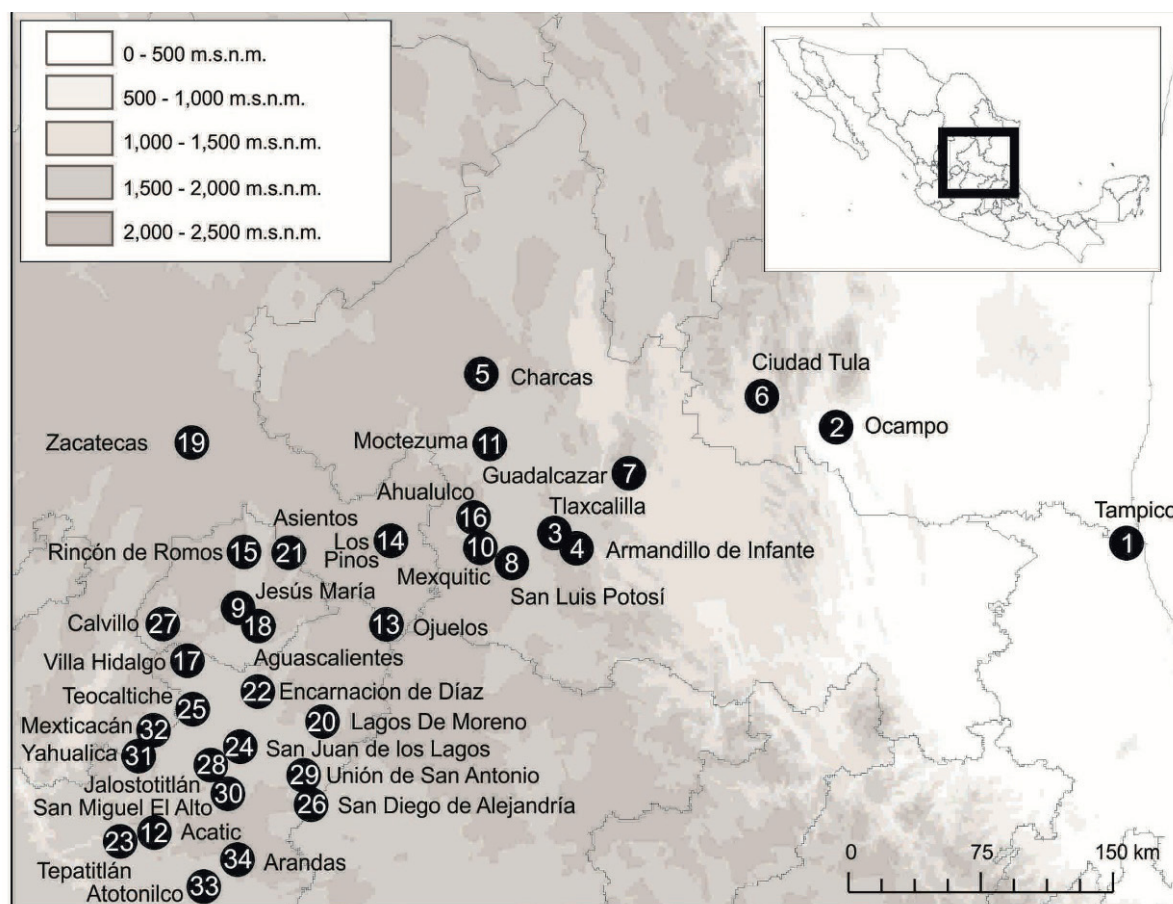 0 - 500 m.s.n.m.
500 - 1,000 m.s.n.m.
1,000 - 1,500 m.s.n.m.
1,500 - 2,000 m.s.n.m.
2,000 - 2,500 m.s.n.m.
Ciudad Tula
6
5 Charcas
2 Ocampo
Zacatecas 19
Moctezuma 11
Guadalcazar 7
Ahualulco
16
Tlaxcalilla
3
Tampico
1
Asientos
21
Los
Pinos
14
Rincón de Romos 15
10
Mexquitic
4 Armandillo de Infante
8
San Luis Potosí
Jesús María
9
Calvillo 27
18
Aguascalientes
13 Ojuelos
Villa Hidalgo 17
22 Encarnacion de Díaz
Teocaltiche
25
20 Lagos De Moreno
Mexticacán 32
Yahualica 31
24 San Juan de los Lagos
28
Jalostotitlán
29 Unión de San Antonio
San Miguel El Alto 30
26 San Diego de Alejandría
12 Acatic
23
Tepatitlán
34 Arandas
Atotonilco 33
0 75 150 km